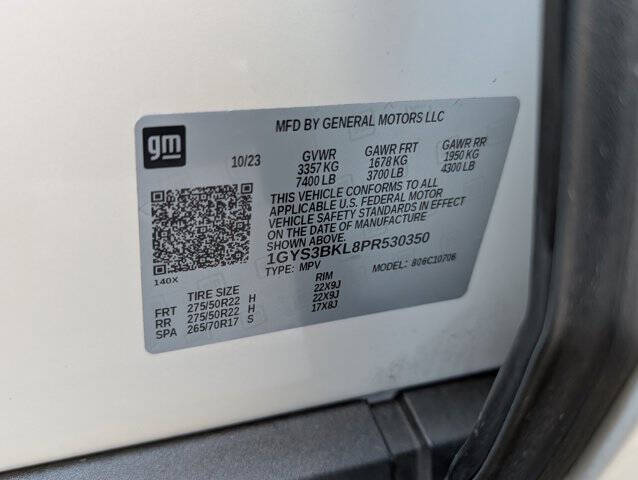 MFD BY GENERAL MOTORS LLC
gm
10/23 GVWR GAWR FRT GAWR RR
3357 KG 1678 KG 1950 KG
7400 LB 3700 LB 4300 LB
THIS VEHICLE CONFORMS TO ALL
APPLICABLE U.S. FEDERAL MOTOR
VEHICLE SAFETY STANDARDS IN EFFECT
ON THE DATE OF MANUFACTURE
SHOWN ABOVE.
1GYS3BKL8PR530350
TYPE: MPV MODEL: 806C10706
140X
TIRE SIZE RIM
FRT 275/50R22 H 22X9J
RR 275/50R22 H 22X9J
SPA 265/70R17 S 17X8J